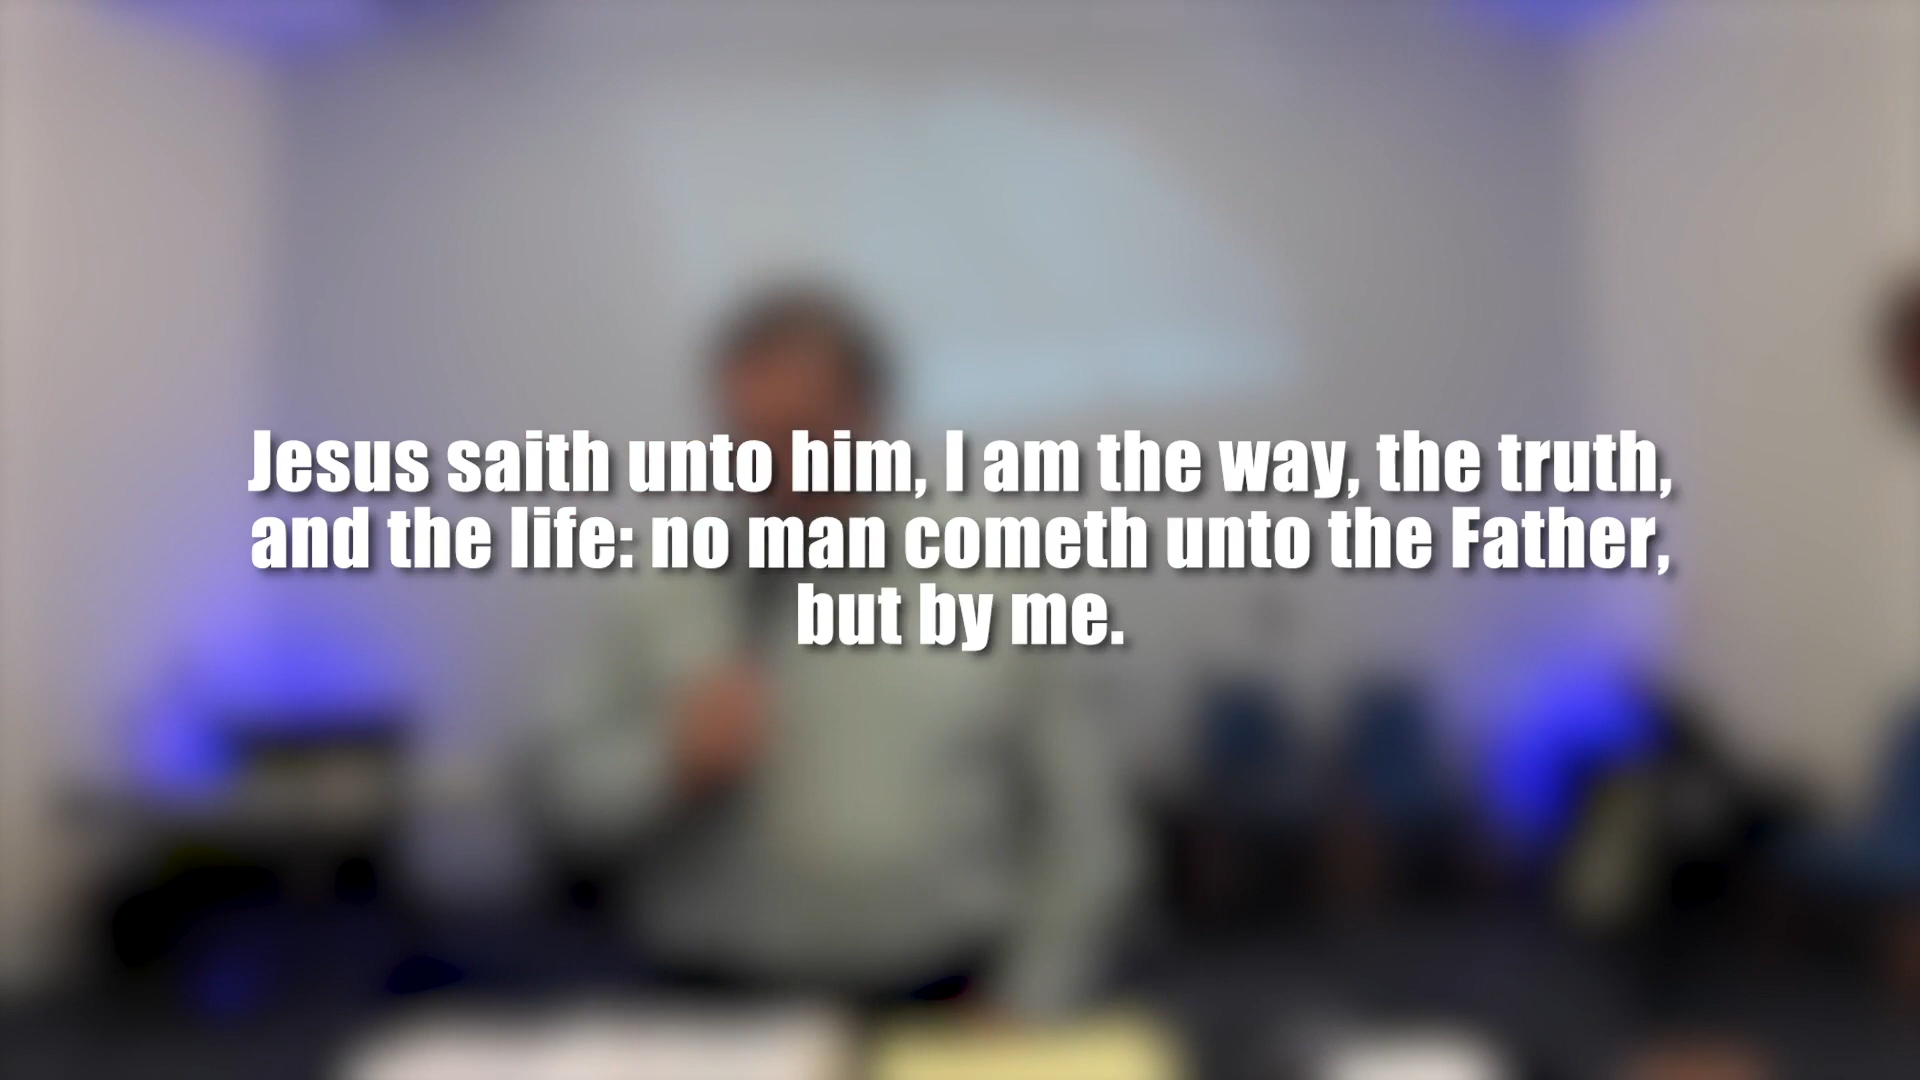 Jesus saith unto him, I am the way, the truth,
and the life: no man cometh unto the Father,
but by me.